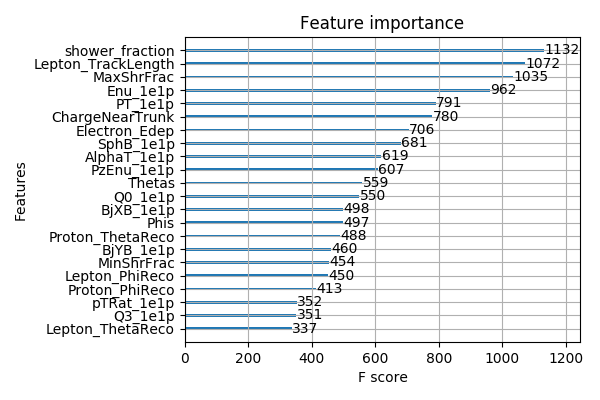 Feature importance
Features
shower_fraction 1132
Lepton_TrackLength 1072
MaxShrFrac 1035
Enu_1e1p 962
PT_1e1p 791
ChargeNearTrunk 780
Electron_Edep 706
SphB_1e1p 681
AlphaT_1e1p 619
PzEnu_1e1p 607
Thetas 559
Q0_1e1p 550
BjXB_1e1p 498
Phis 497
Proton_ThetaReco 488
BjYB_1e1p 460
MinShrFrac 454
Lepton_PhiReco 450
Proton_PhiReco 413
pTRat_1e1p 352
Q3_1e1p 351
Lepton_ThetaReco 337
0 200 400 600 800 1000 1200
F score